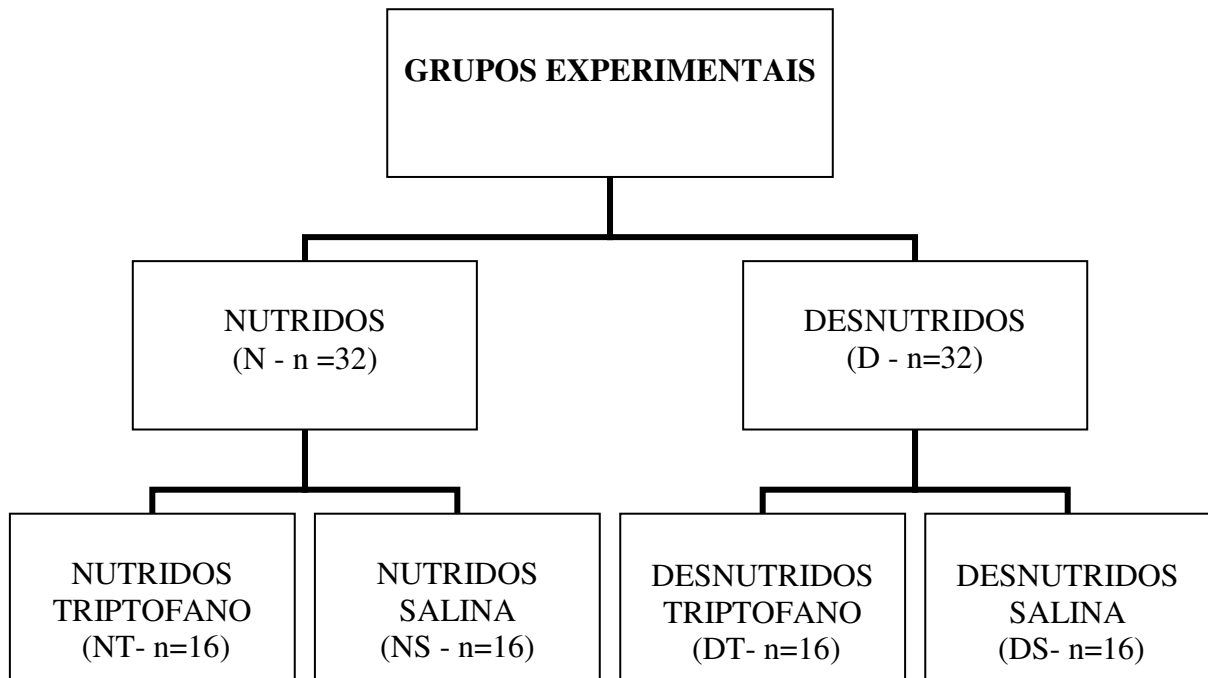 GRUPOS EXPERIMENTAIS
NUTRIDOS
(N - n =32)
DESNUTRIDOS
(D - n=32)
NUTRIDOS
TRIPTOFANO
(NT- n=16)
NUTRIDOS
SALINA
(NS - n=16)
DESNUTRIDOS
TRIPTOFANO
(DT- n=16)
DESNUTRIDOS
SALINA
(DS- n=16)